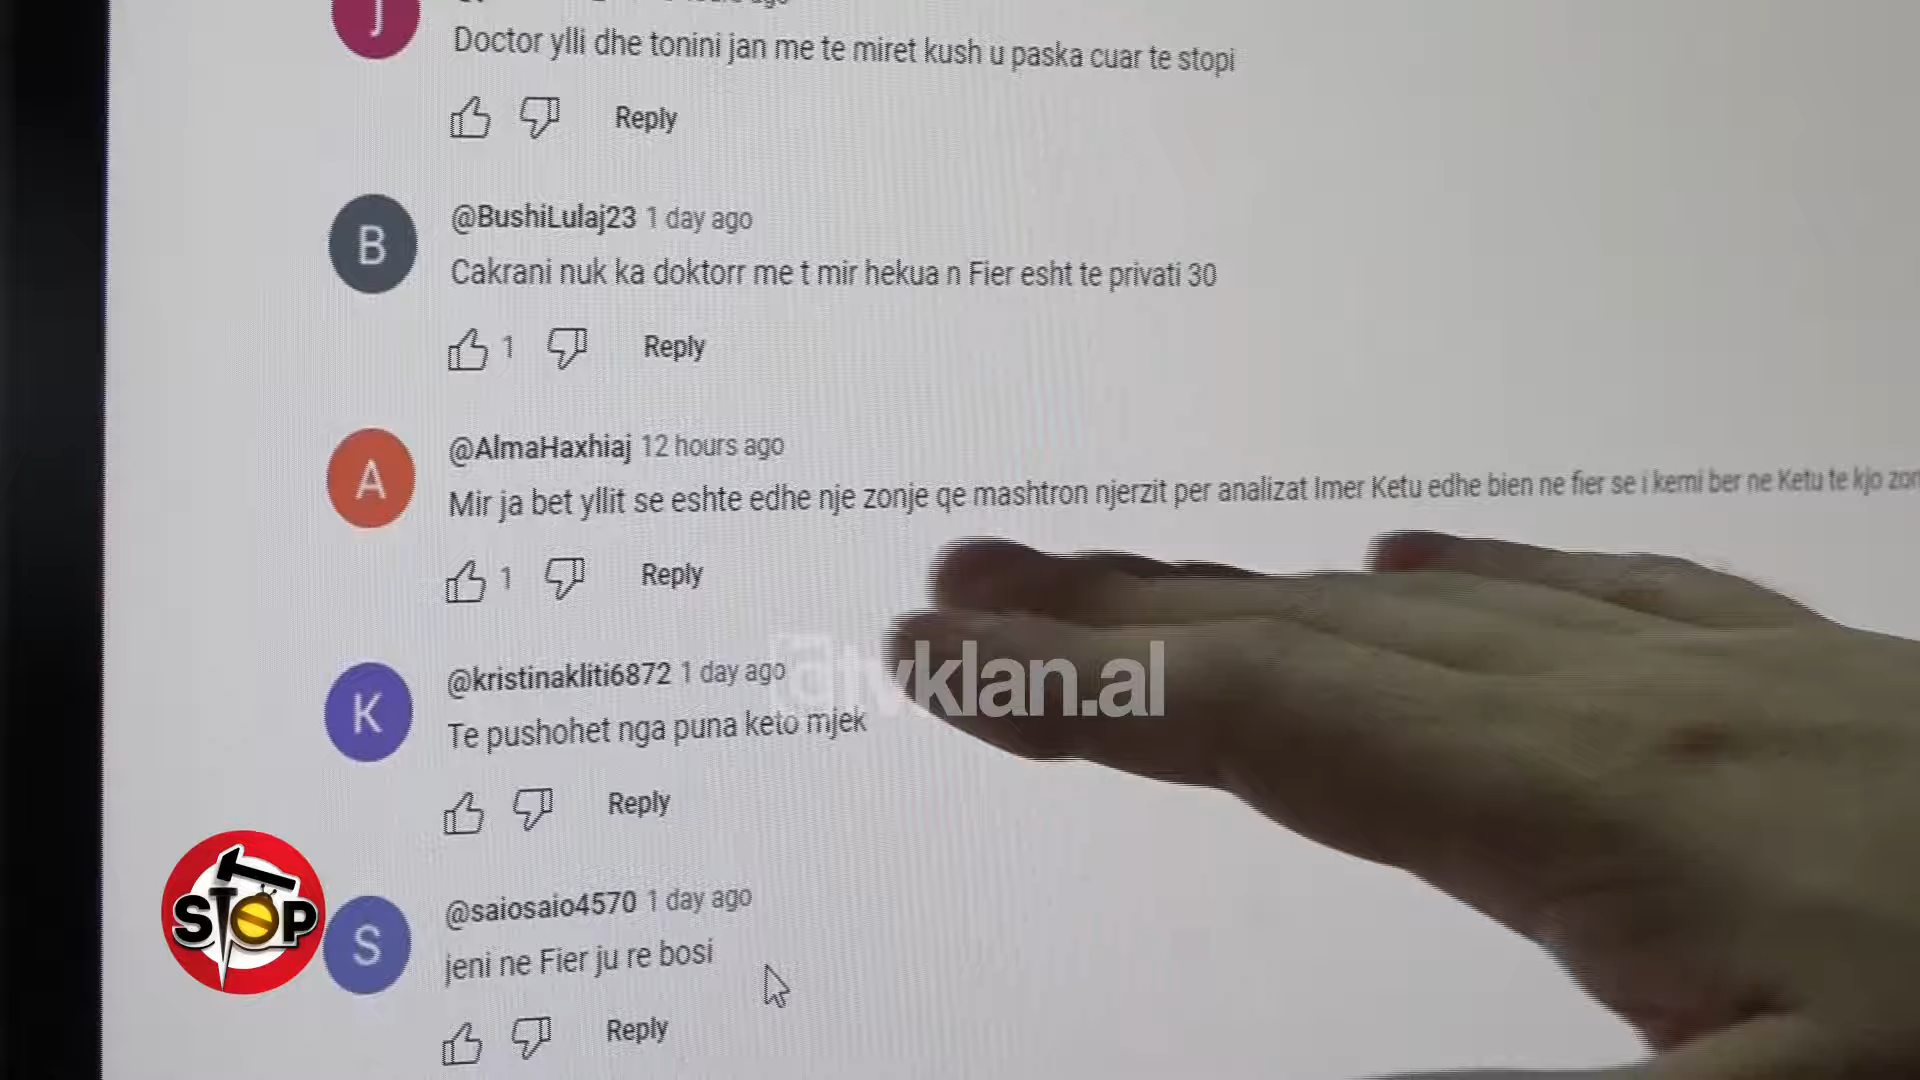 J
Doctor ylli dhe tonini jan me te miret kush u paska cuar te stopi
Reply
B
@BushiLulaj23 1 day ago
Cakrani nuk ka doktorr me t mir hekua n Fier esht te privati 30
1 Reply
A
@AlmaHaxhiaj 12 hours ago
Mir ja bet yllit se eshte edhe nje zonje qe mashtron njerzit per analizat Imer Ketu edhe bien ne fier se i kemi ber ne Ketu te kjo
1 Reply
K
@kristinakliti6872 1 day ago
Te pushohet nga puna keto mjek
tvklan.al
Reply
STOP
S
@saiosaio4570 1 day ago
jeni ne Fier ju re bosi
Reply